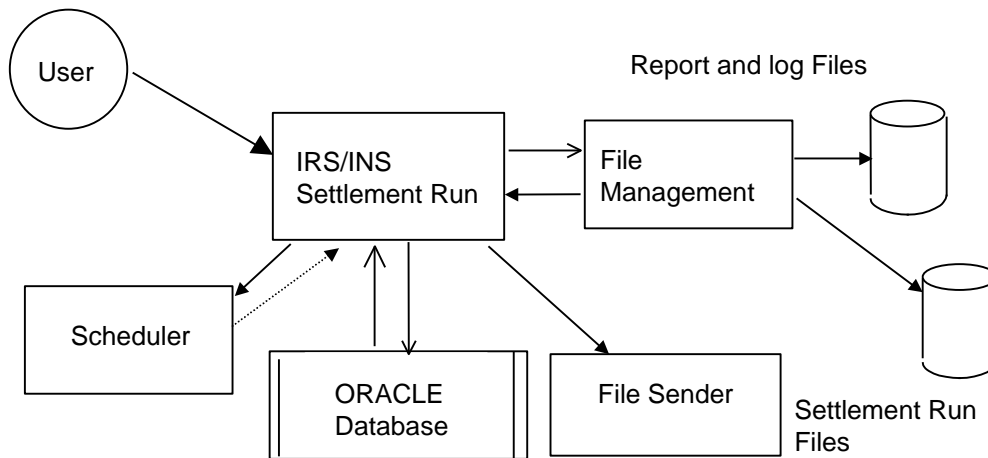 User
Report and log Files
IRS/INS
Settlement Run
File
Management
Scheduler
ORACLE
Database
File Sender
Settlement Run
Files